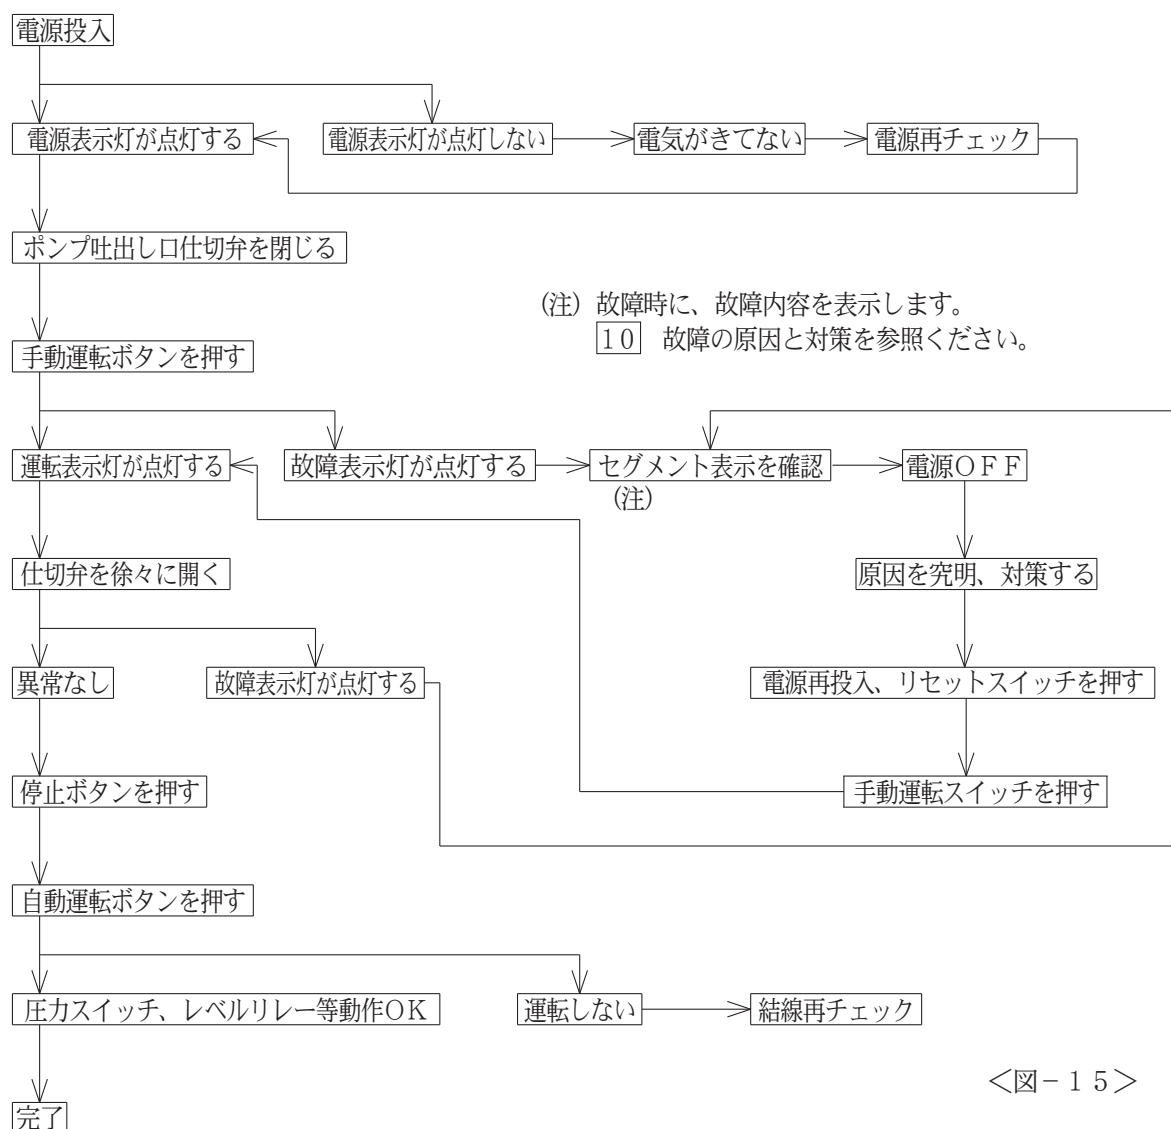 電源投入
電源表示灯が点灯する
電源表示灯が点灯しない
電気がきてない
電源再チェック
ポンプ吐出し口仕切弁を閉じる
(注) 故障時に、故障内容を表示します。
10 故障の原因と対策を参照ください。
手動運転ボタンを押す
運転表示灯が点灯する
故障表示灯が点灯する
セグメント表示を確認
電源OFF
(注)
仕切弁を徐々に開く
原因を究明、対策する
異常なし
故障表示灯が点灯する
電源再投入、リセットスイッチを押す
停止ボタンを押す
手動運転スイッチを押す
自動運転ボタンを押す
圧力スイッチ、レベルリレー等動作OK
運転しない
結線再チェック
<図-15>
完了